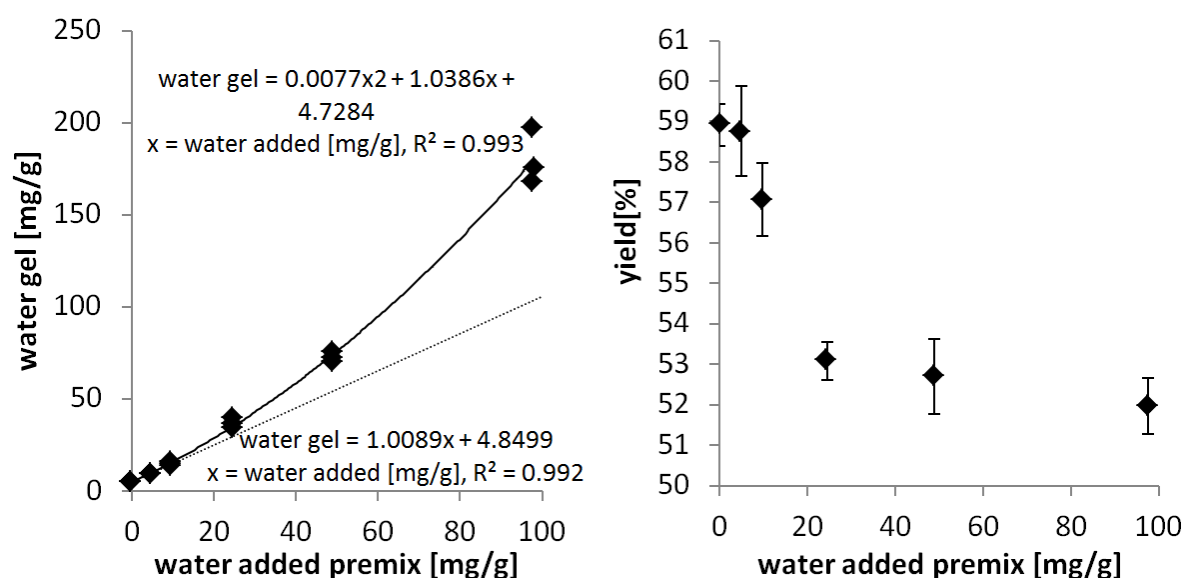 250
200
150
100
50
0
water gel [mg/g]
water gel = 0.0077x2 + 1.0386x +
4.7284
x = water added [mg/g], R² = 0.993
water gel = 1.0089x + 4.8499
x = water added [mg/g], R² = 0.992
0 20 40 60 80 100
water added premix [mg/g]
61
60
59
58
57
56
55
54
53
52
51
50
yield[%]
0 20 40 60 80 100
water added premix [mg/g]